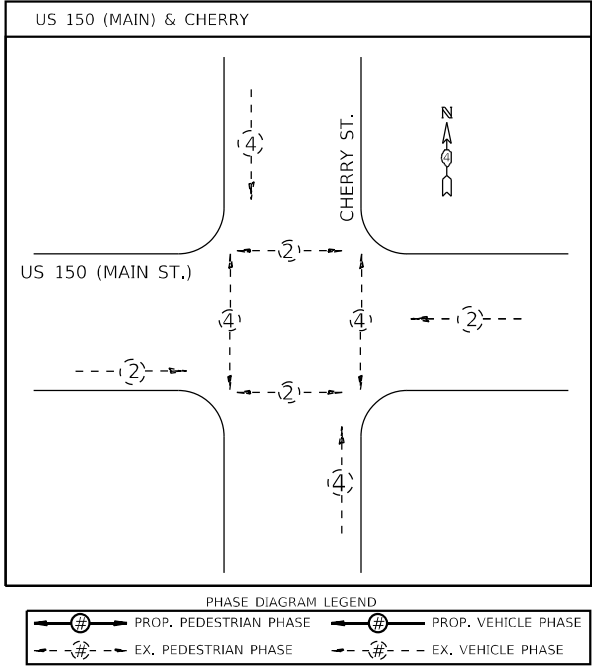 US 150 (MAIN) & CHERRY
N
4
4
CHERRY ST.
2
US 150 (MAIN ST.)
4
4
2
2
2
4
PHASE DIAGRAM LEGEND
# PROP. PEDESTRIAN PHASE # PROP. VEHICLE PHASE
# EX. PEDESTRIAN PHASE # EX. VEHICLE PHASE